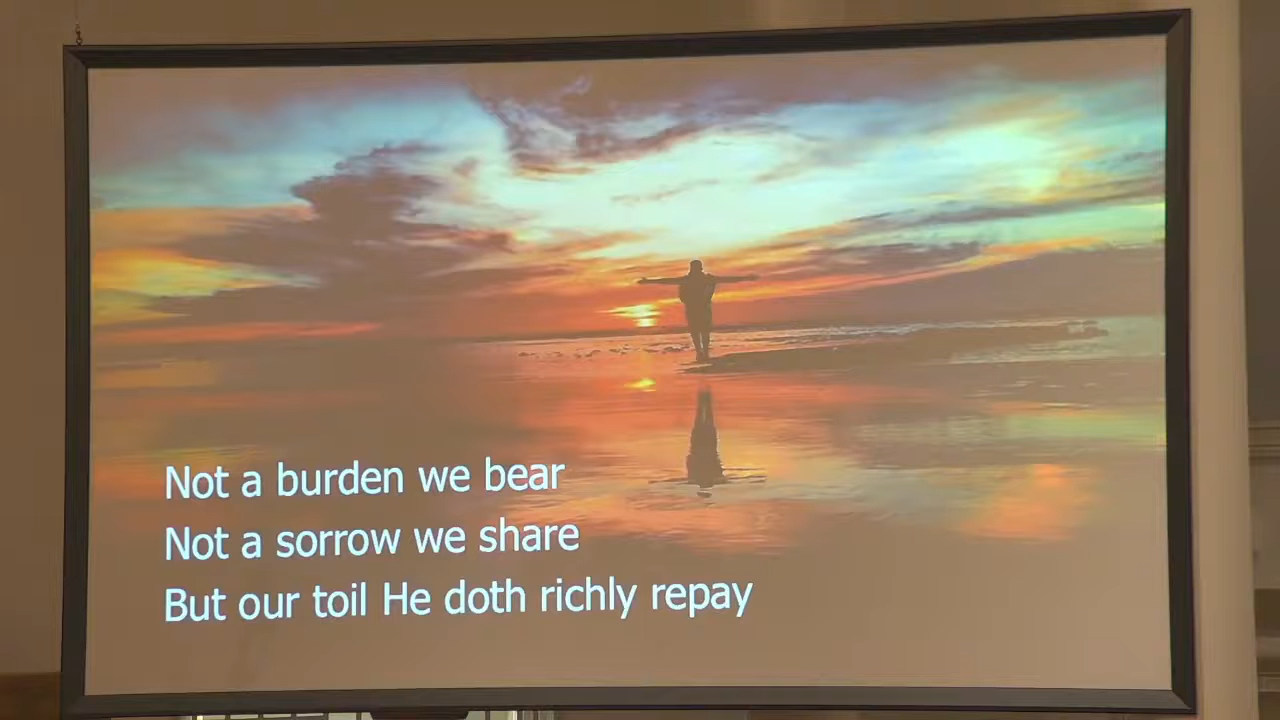 Not a burden we bear
Not a sorrow we share
But our toil He doth richly repay